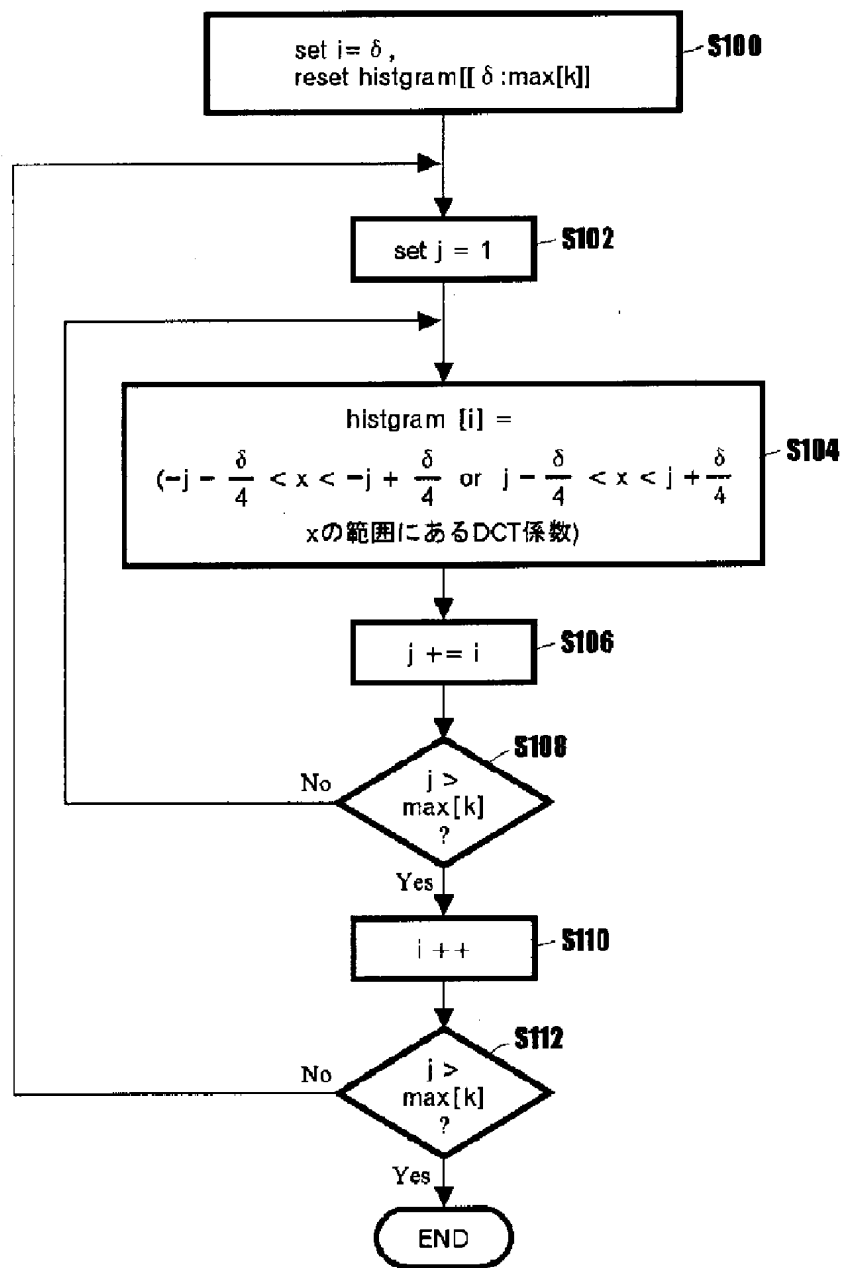 set i= δ ,
reset histgram[[ δ :max[k]]
S100
set j = 1
S102
histgram [i] =
(-j - δ/4 < x < -j + δ/4 or j - δ/4 < x < j + δ/4
xの範囲にあるDCT係数)
S104
j += i
S106
S108
j >
max[k]
?
No
Yes
i ++
S110
S112
j >
max[k]
?
No
Yes
END